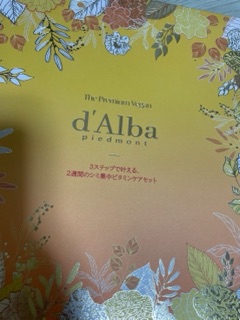 The Premium Vegan
d'Alba
piedmont
3ステップで叶える、
2週間のシミ集中ビタミンケアセット